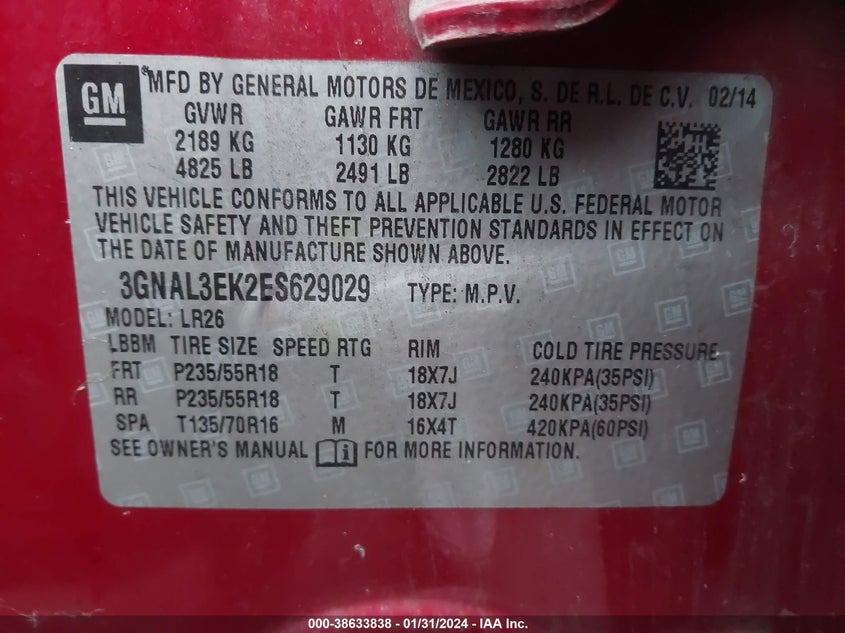 GM
MFD BY GENERAL MOTORS DE MEXICO, S. DE R.L. DE C.V. 02/14
GVWR GAWR FRT GAWR RR
2189 KG 1130 KG 1280 KG
4825 LB 2491 LB 2822 LB
THIS VEHICLE CONFORMS TO ALL APPLICABLE U.S. FEDERAL MOTOR
VEHICLE SAFETY AND THEFT PREVENTION STANDARDS IN EFFECT ON
THE DATE OF MANUFACTURE SHOWN ABOVE.
3GNAL3EK2ES629029 TYPE: M.P.V.
MODEL: LR26
LBBM TIRE SIZE SPEED RTG RIM COLD TIRE PRESSURE
FRT P235/55R18 T 18X7J 240KPA(35PSI)
RR P235/55R18 T 18X7J 240KPA(35PSI)
SPA T135/70R16 M 16X4T 420KPA(60PSI)
SEE OWNER'S MANUAL i FOR MORE INFORMATION.
000-38633838 - 01/31/2024 - IAA Inc.